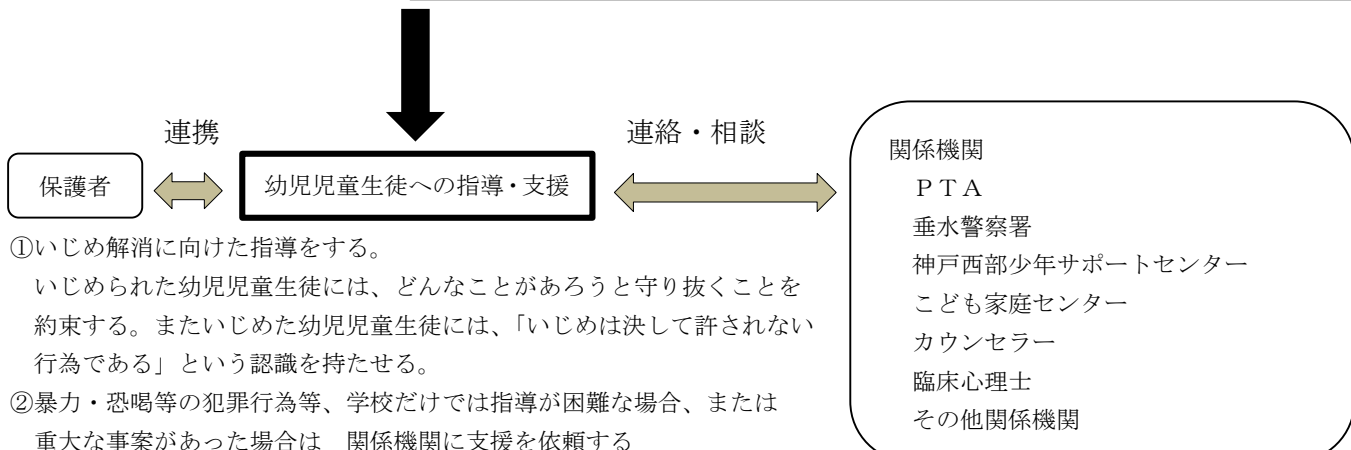 連携
連絡・相談
保護者
幼児児童生徒への指導・支援
関係機関
ＰＴＡ
垂水警察署
神戸西部少年サポートセンター
こども家庭センター
カウンセラー
臨床心理士
その他関係機関
①いじめ解消に向けた指導をする。
いじめられた幼児児童生徒には、どんなことがあろうと守り抜くことを
約束する。またいじめた幼児児童生徒には、「いじめは決して許されない
行為である」という認識を持たせる。
②暴力・恐喝等の犯罪行為等、学校だけでは指導が困難な場合、または
重大な事案があった場合は　関係機関に支援を依頼する